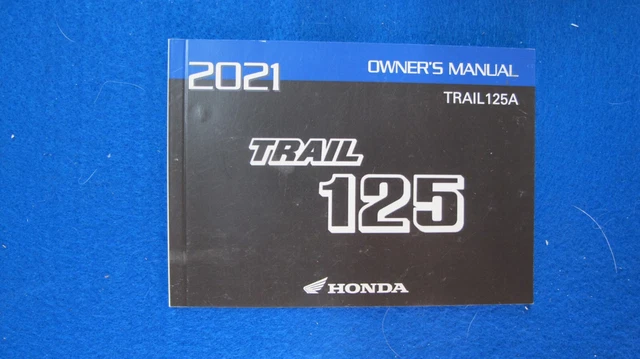 2021
OWNER'S MANUAL
TRAIL125A
TRAIL
125
HONDA